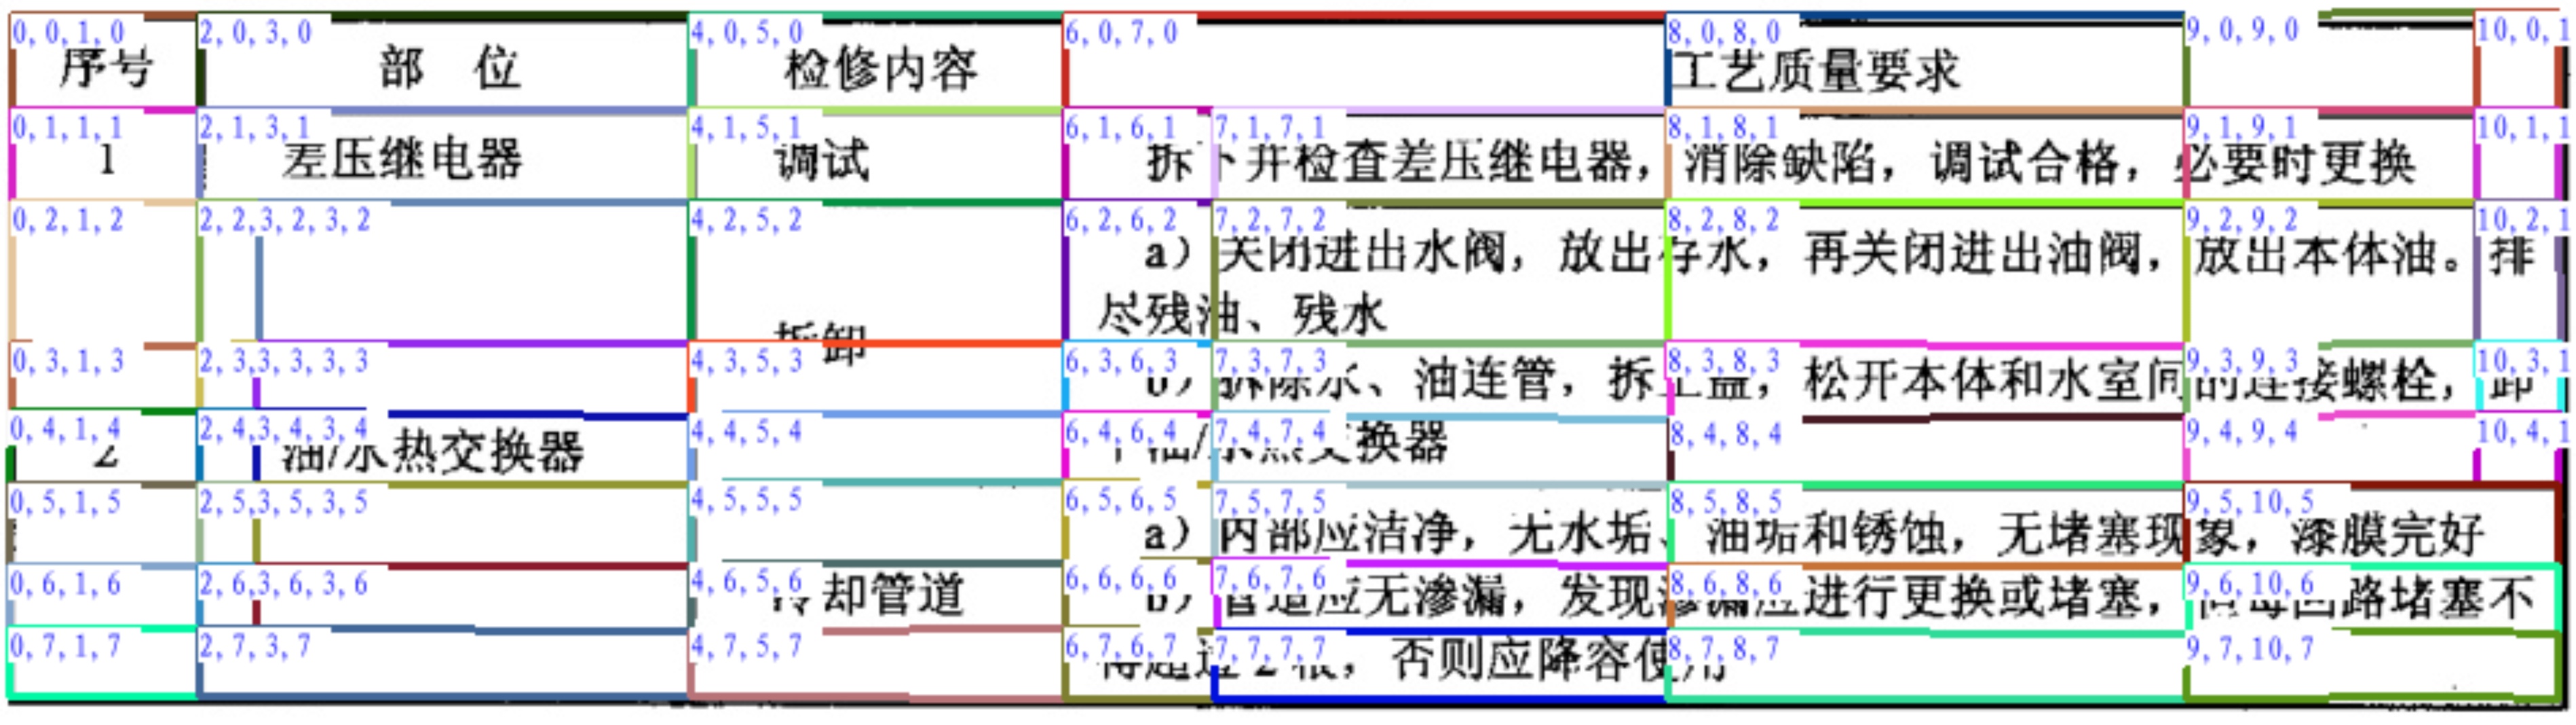 0,0,1,0 2,0,3,0 4,0,5,0 6,0,7,0 8,0,8,0 9,0,9,0 10,0,1
序号 部 位 检修内容 工艺质量要求
0,1,1,1 2,1,3,1 4,1,5,1 6,1,6,1 7,1,7,1 8,1,8,1 9,1,9,1 10,1,1
1 差压继电器 调试 拆下并检查差压继电器，消除缺陷，调试合格，必要时更换
0,2,1,2 2,2,3,2,3,2 4,2,5,2 6,2,6,2 7,2,7,2 8,2,8,2 9,2,9,2 10,2,1
a）关闭进出水阀，放出存水，再关闭进出油阀，放出本体油。排
尽残油、残水
拆卸
0,3,1,3 2,3,3,3,3,3 4,3,5,3 6,3,6,3 7,3,7,3 8,3,8,3 9,3,9,3 10,3,1
b）拆除水、油连管，拆上盖，松开本体和水室间的连接螺栓，卸
0,4,1,4 2,4,3,4,3,4 4,4,5,4 6,4,6,4 7,4,7,4 8,4,8,4 9,4,9,4 10,4,1
2 油/水热交换器 下油/水热交换器
0,5,1,5 2,5,3,5,3,5 4,5,5,5 6,5,6,5 7,5,7,5 8,5,8,5 9,5,10,5
a）内部应洁净，无水垢、油垢和锈蚀，无堵塞现象，漆膜完好
0,6,1,6 2,6,3,6,3,6 4,6,5,6 6,6,6,6 7,6,7,6 8,6,8,6 9,6,10,6
冷却管道 b）管道应无渗漏，发现渗漏应进行更换或堵塞，但每回路堵塞不
0,7,1,7 2,7,3,7 4,7,5,7 6,7,6,7 7,7,7,7 8,7,8,7 9,7,10,7
得超过 2 根，否则应降容使用